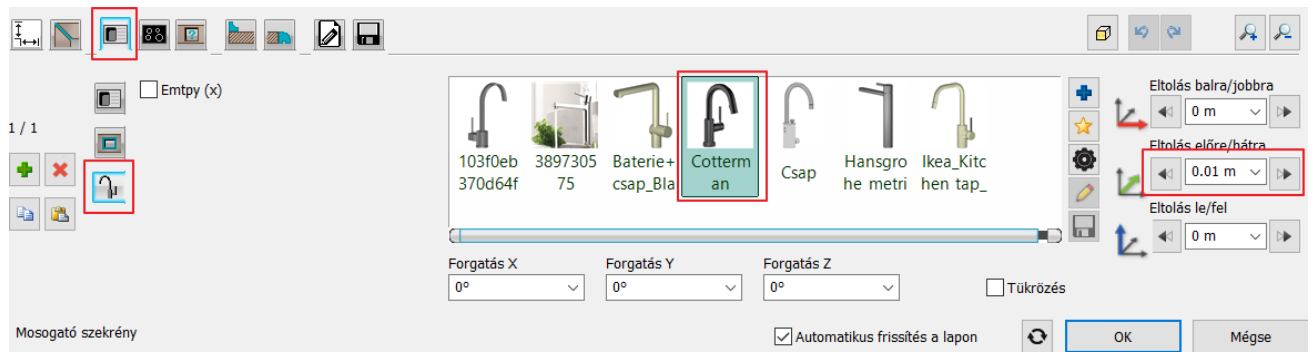 Emtpy (x)
1 / 1
103f0eb
370d64f
3897305
75
Baterie+
csap_Bla
Cotterm
an
Csap
Hansgro
he metri
Ikea_Kitc
hen tap_
Eltolás balra/jobbra
0 m
Eltolás előre/hátra
0.01 m
Eltolás le/fel
0 m
Forgatás X
0°
Forgatás Y
0°
Forgatás Z
0°
Tükrözés
Mosogató szekrény
Automatikus frissítés a lapon
OK
Mégse